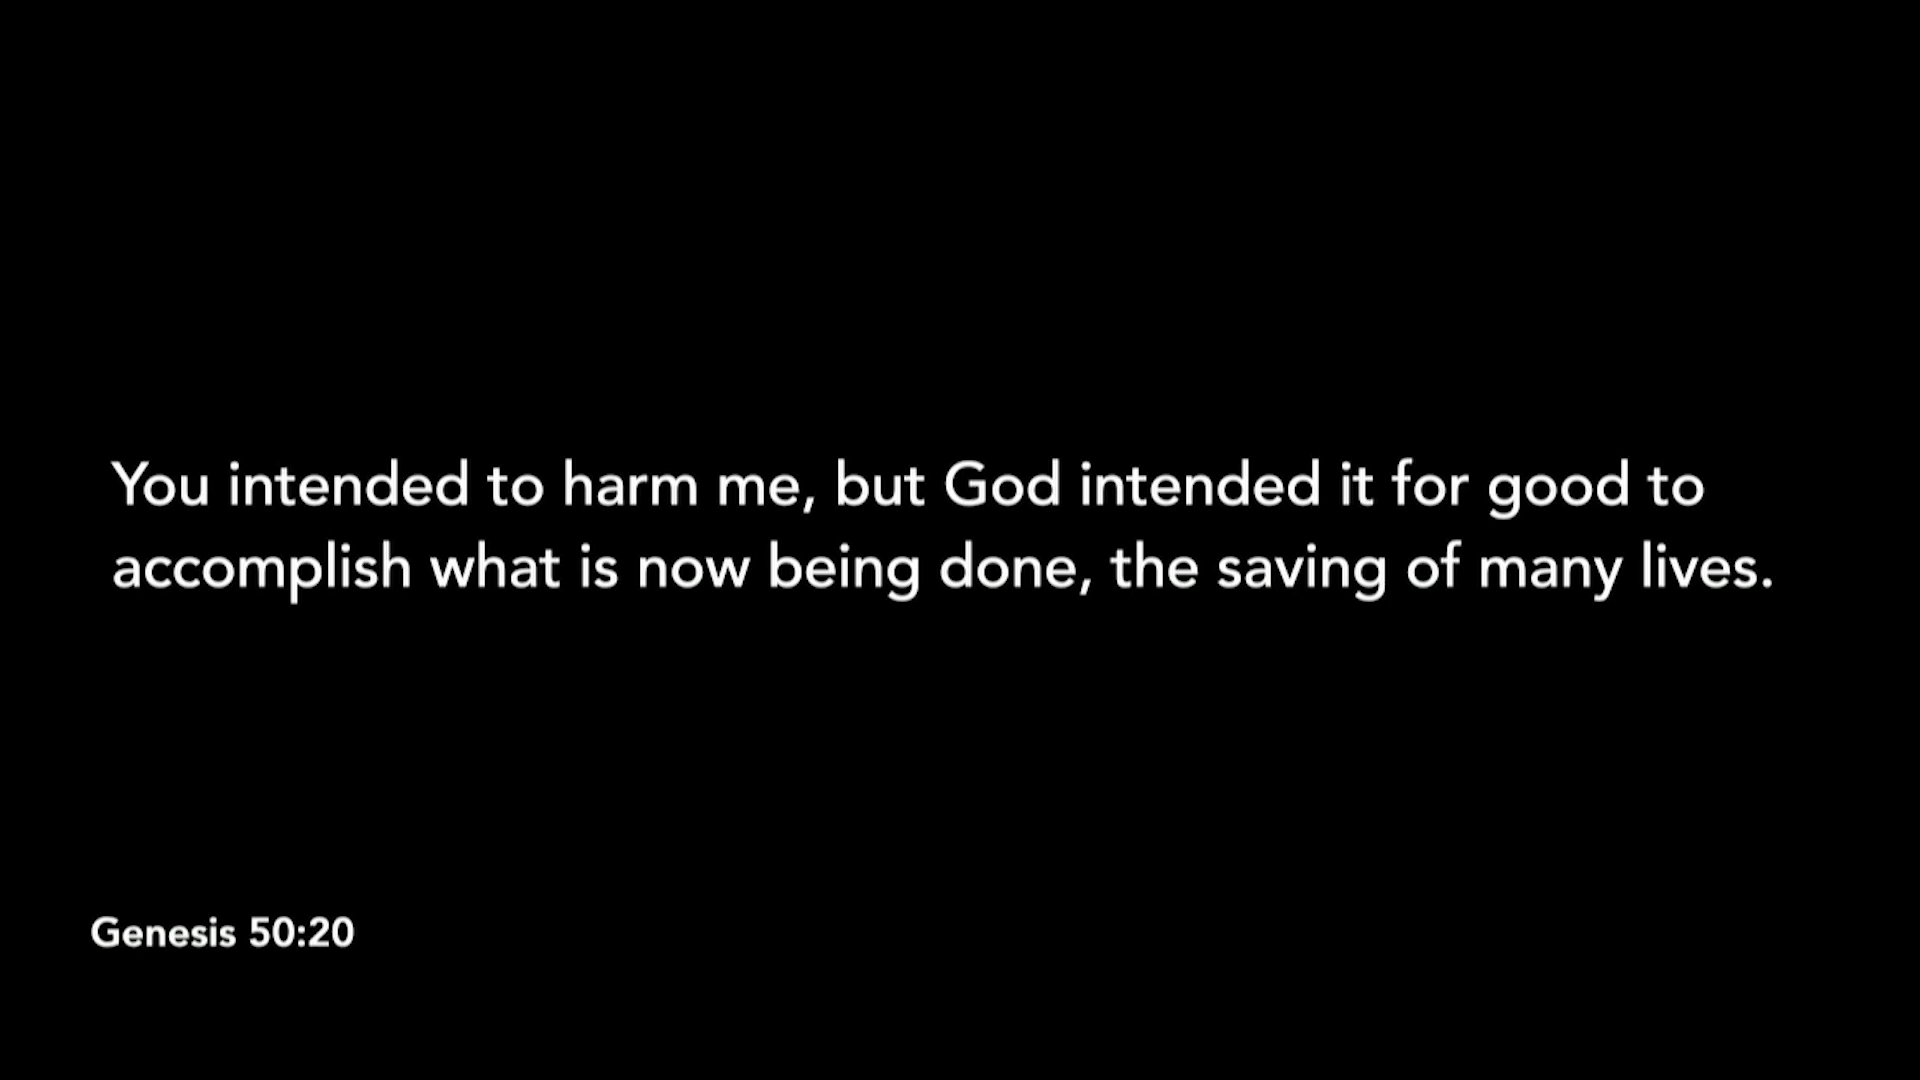 You intended to harm me, but God intended it for good to
accomplish what is now being done, the saving of many lives.
Genesis 50:20